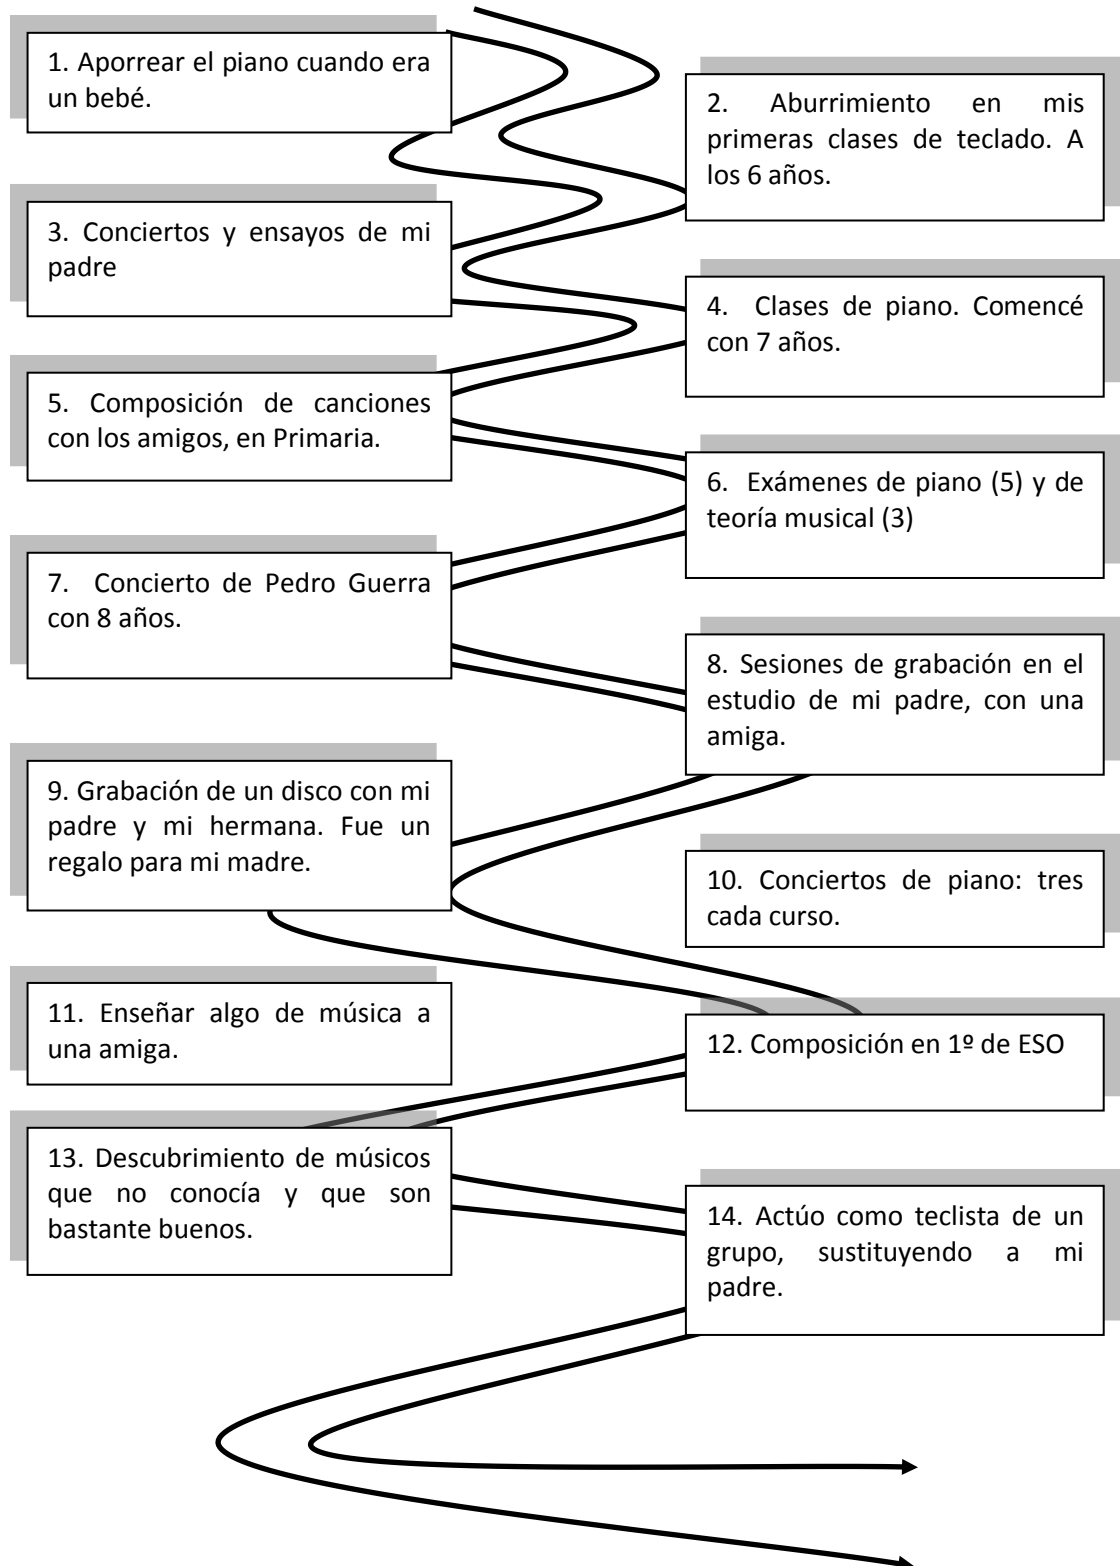 1. Aporrear el piano cuando era
un bebé.
2. Aburrimiento en mis
primeras clases de teclado. A
los 6 años.
3. Conciertos y ensayos de mi
padre
4. Clases de piano. Comencé
con 7 años.
5. Composición de canciones
con los amigos, en Primaria.
6. Exámenes de piano (5) y de
teoría musical (3)
7. Concierto de Pedro Guerra
con 8 años.
8. Sesiones de grabación en el
estudio de mi padre, con una
amiga.
9. Grabación de un disco con mi
padre y mi hermana. Fue un
regalo para mi madre.
10. Conciertos de piano: tres
cada curso.
11. Enseñar algo de música a
una amiga.
12. Composición en 1º de ESO
13. Descubrimiento de músicos
que no conocía y que son
bastante buenos.
14. Actúo como teclista de un
grupo, sustituyendo a mi
padre.